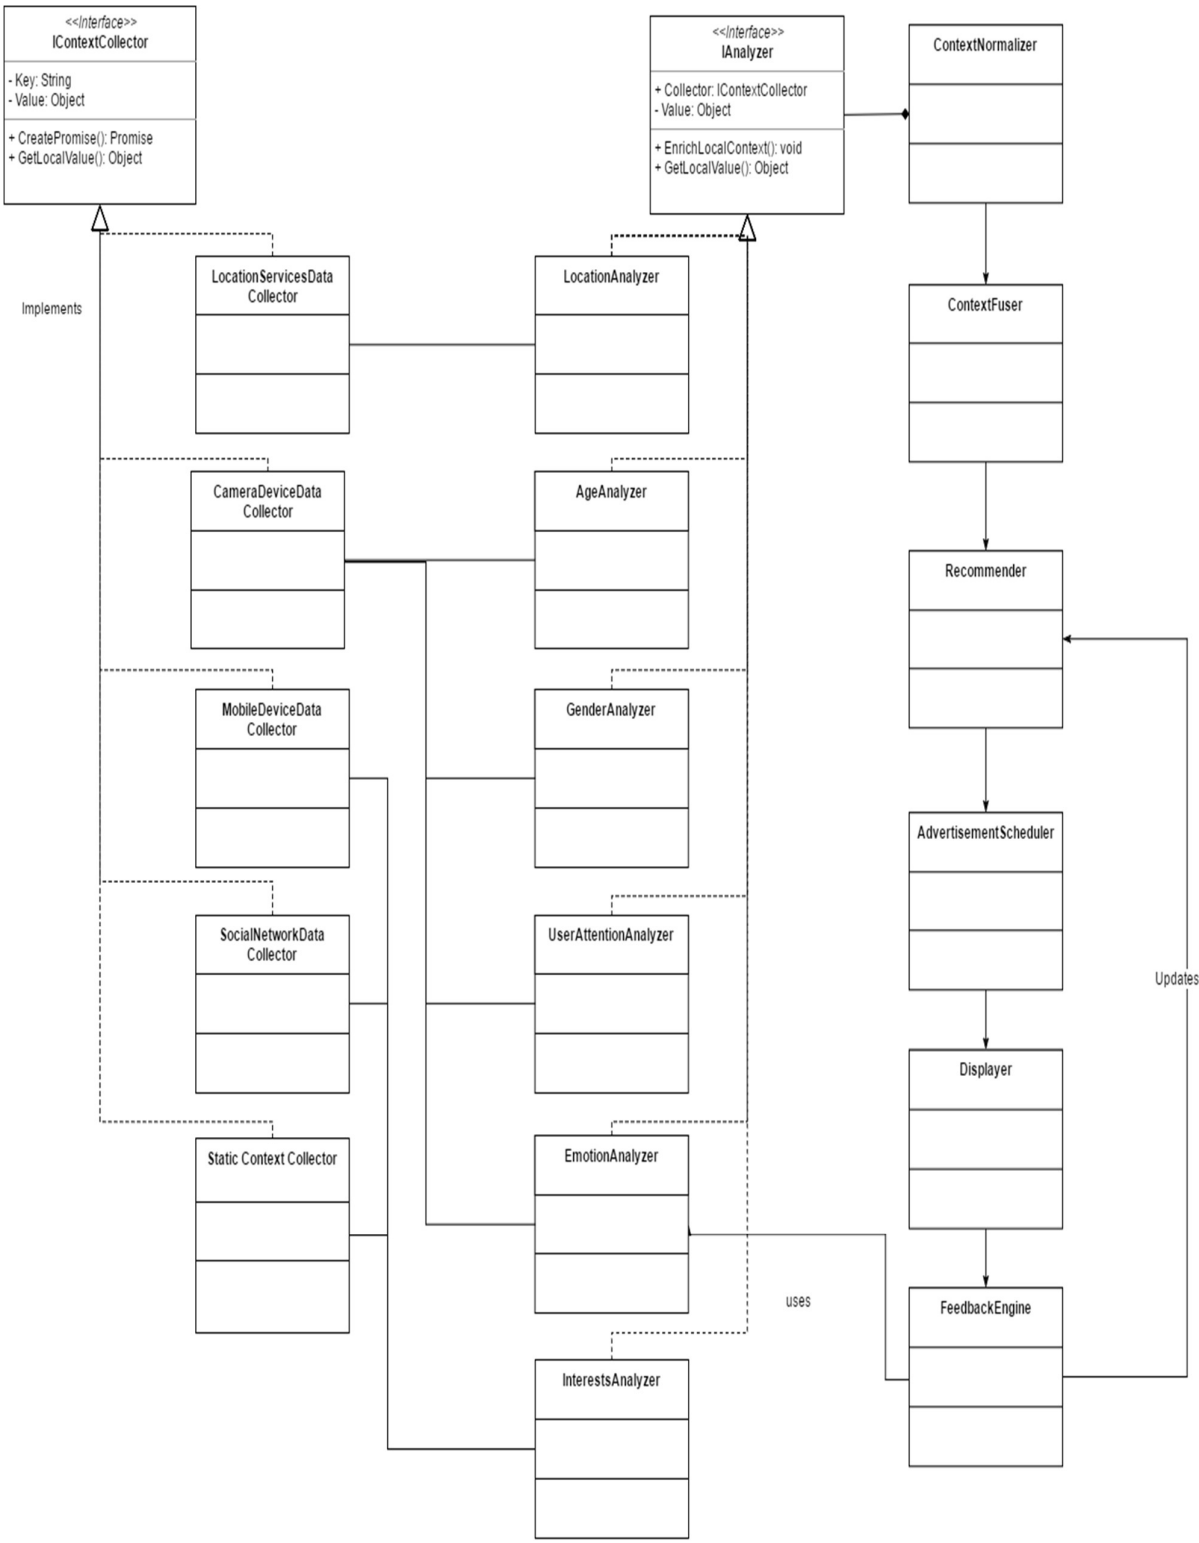 <<Interface>>
IContextCollector
- Key: String
- Value: Object
+ CreatePromise(): Promise
+ GetLocalValue(): Object
<<Interface>>
IAnalyzer
+ Collector: IContextCollector
- Value: Object
+ EnrichLocalContext(): void
+ GetLocalValue(): Object
ContextNormalizer
Implements
LocationServicesData
Collector
LocationAnalyzer
ContextFuser
CameraDeviceData
Collector
AgeAnalyzer
Recommender
MobileDeviceData
Collector
GenderAnalyzer
AdvertisementScheduler
SocialNetworkData
Collector
UserAttentionAnalyzer
Updates
Displayer
Static Context Collector
EmotionAnalyzer
uses
FeedbackEngine
InterestsAnalyzer